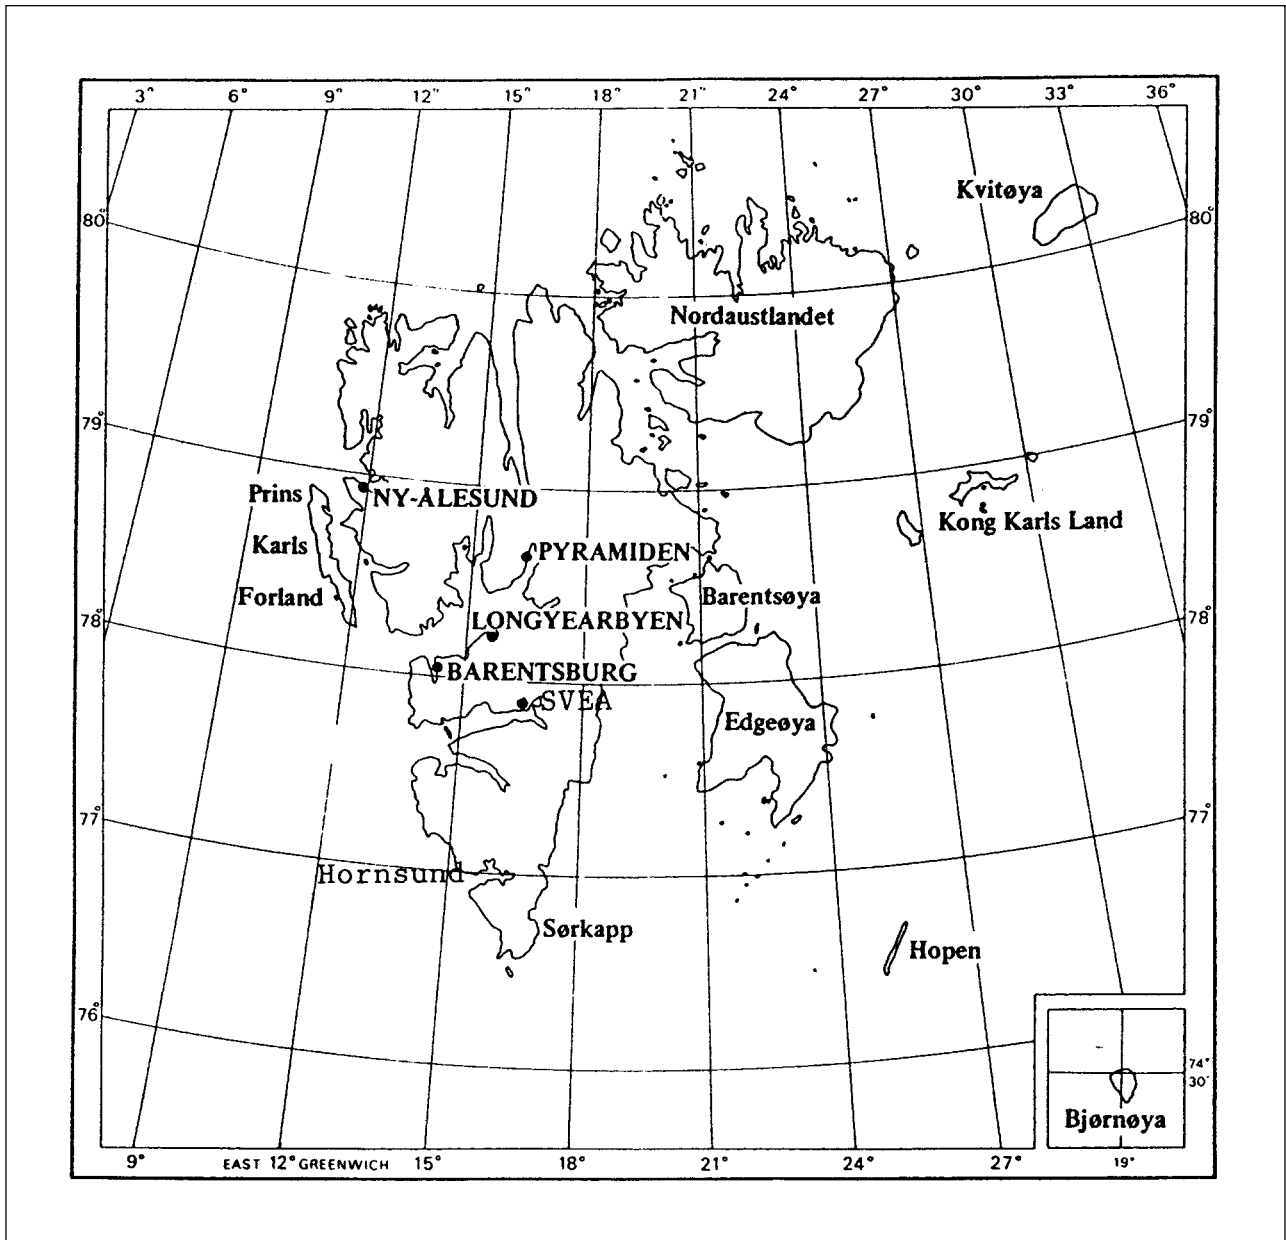 3° 6° 9° 12° 15° 18° 21° 24° 27° 30° 33° 36°
Kvitøya
80° 80°
Nordaustlandet
79° 79°
Prins NY-ÅLESUND
Kong Karls Land
Karls PYRAMIDEN
Forland Barentsøya
78° LONGYEARBYEN 78°
BARENTSBURG
SVEA
Edgeøya
77° 77°
Hornsund
Sørkapp
Hopen
76°
74°
30'
Bjørnøya
9° EAST 12° GREENWICH 15° 18° 21° 24° 27° 19°